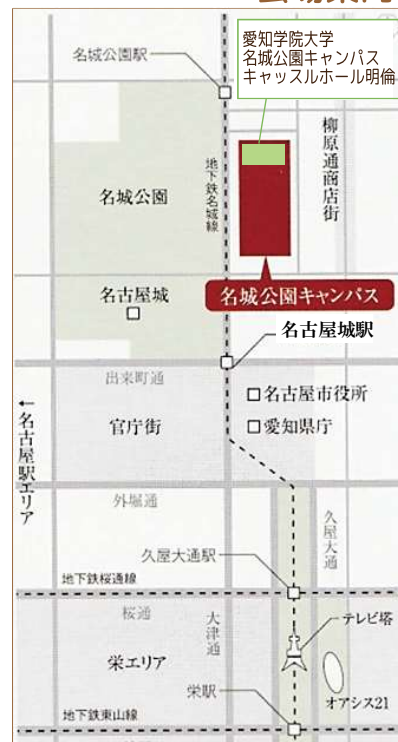 愛知学院大学
名城公園キャンパス
キャッスルホール明倫
名城公園駅
柳原通商店街
地下鉄名城線
名城公園
名城公園キャンパス
名古屋城
名古屋城駅
出来町通
名古屋市役所
官庁街
愛知県庁
←名古屋駅エリア
外堀通
久屋大通
久屋大通駅
地下鉄桜通線
桜通
大津通
テレビ塔
栄エリア
栄駅
オアシス21
地下鉄東山線